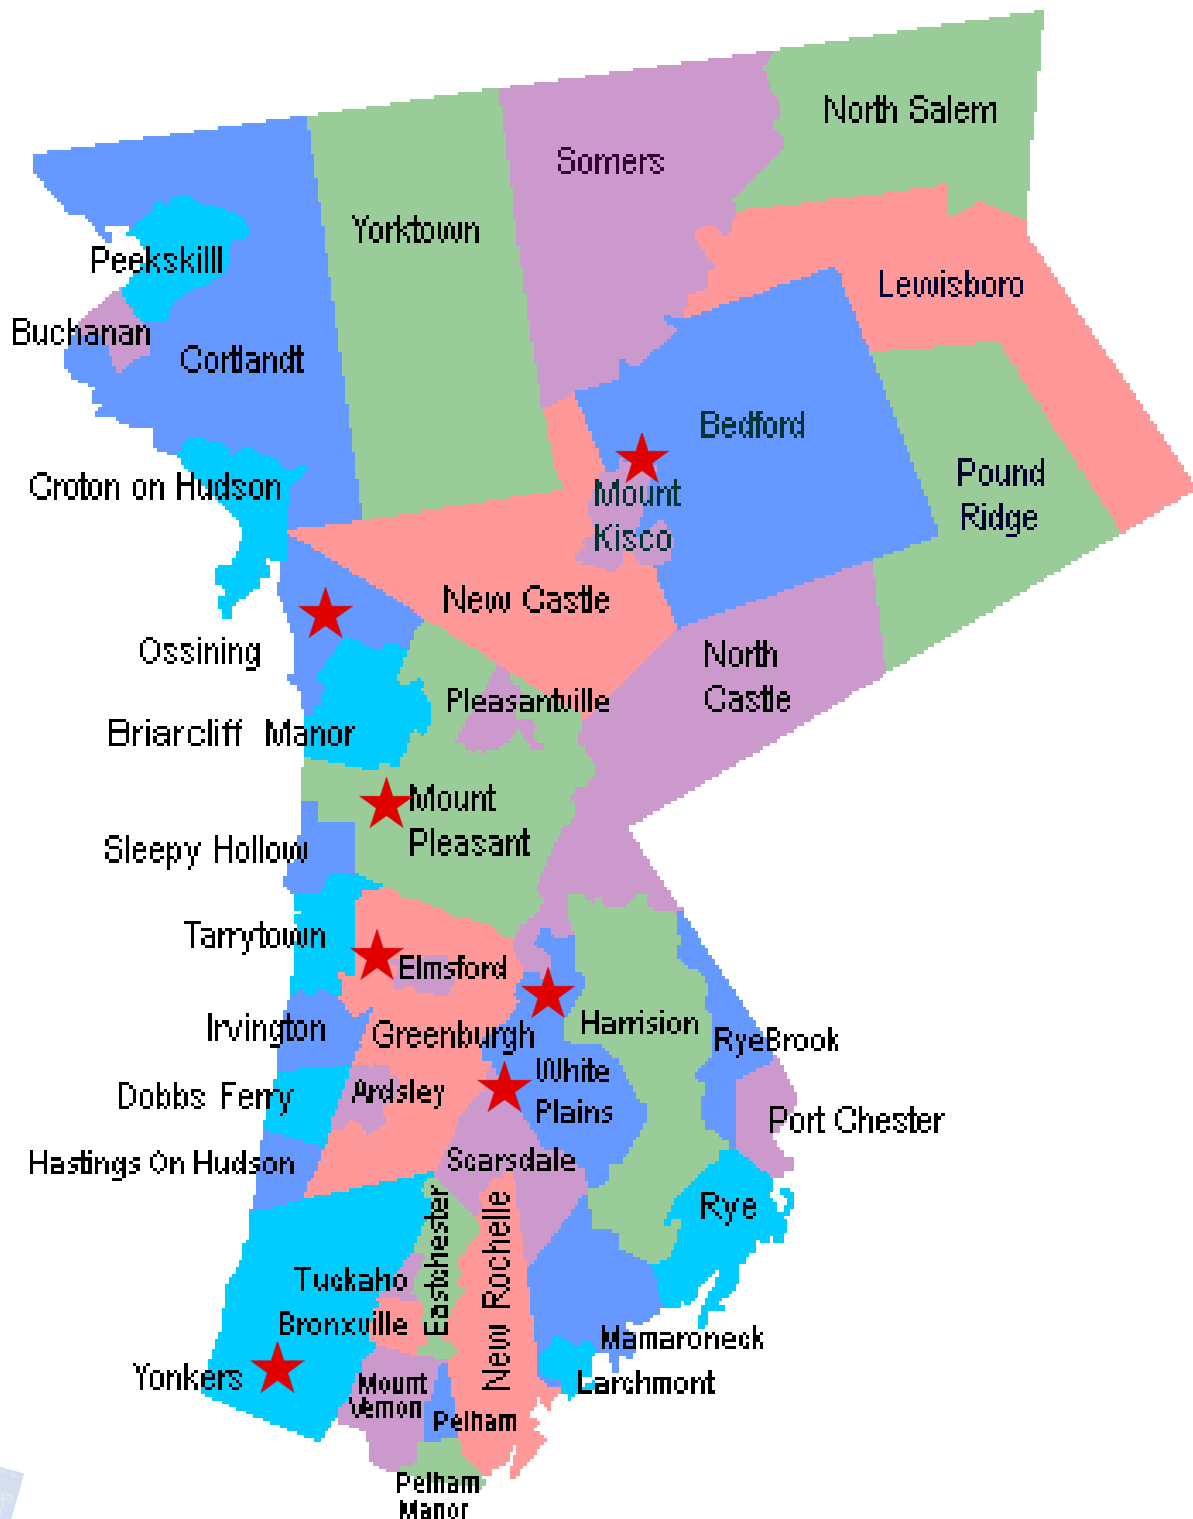 North Salem
Somers
Yorktown
Peekskilll
Lewisboro
Buchanan
Cortlandt
Bedford
Croton on Hudson
Pound
Ridge
Mount
Kisco
New Castle
Ossining
North
Castle
Pleasantville
Briarcliff Manor
Mount
Pleasant
Sleepy Hollow
Tarrytown
Elmsford
Irvington
Greenburgh
Harrision
RyeBrook
White
Plains
Dobbs Ferry
Ardsley
Port Chester
Hastings On Hudson
Scarsdale
Rye
Eastchester
New Rochelle
Tuckaho
Bronxville
Mamaroneck
Yonkers
Mount
Vernon
Larchmont
Pelham
Pelham
Manor